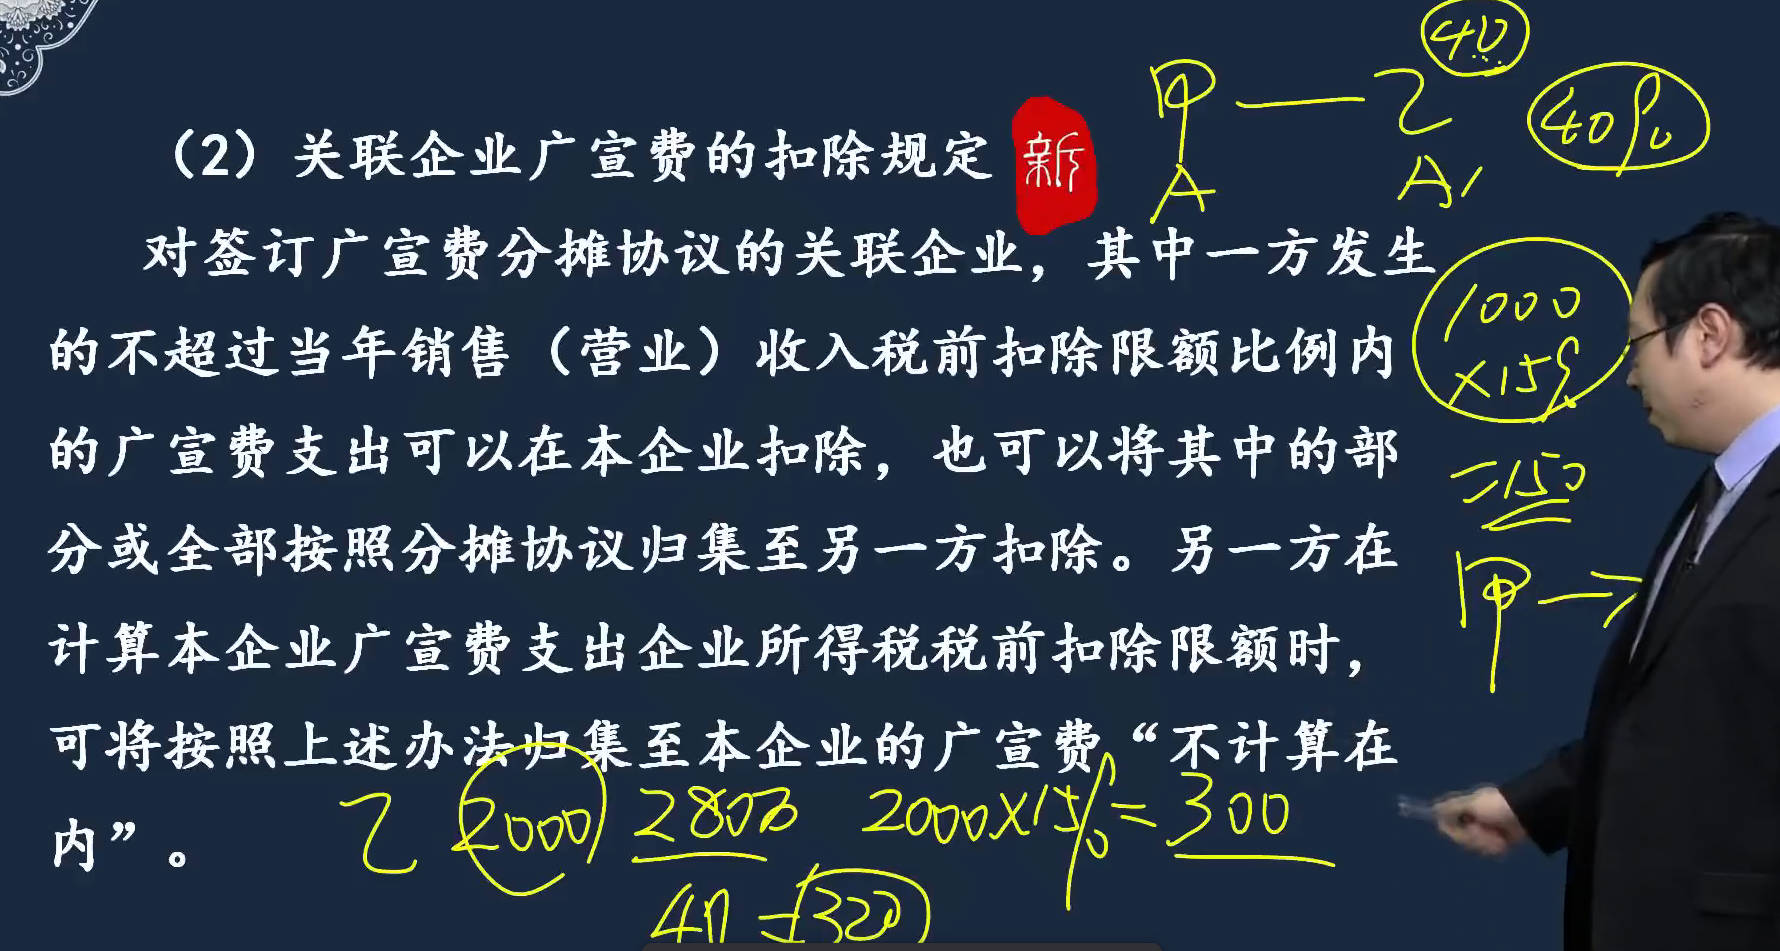 （2）关联企业广宣费的扣除规定 新
对签订广宣费分摊协议的关联企业，其中一方发生
的不超过当年销售（营业）收入税前扣除限额比例内
的广宣费支出可以在本企业扣除，也可以将其中的部
分或全部按照分摊协议归集至另一方扣除。另一方在
计算本企业广宣费支出企业所得税税前扣除限额时，
可将按照上述办法归集至本企业的广宣费“不计算在
内”。
甲 — 乙 40
40%
A A1
1000
×15%
=150
甲 →
乙 2000 280万 2000×15%=300
40 =320